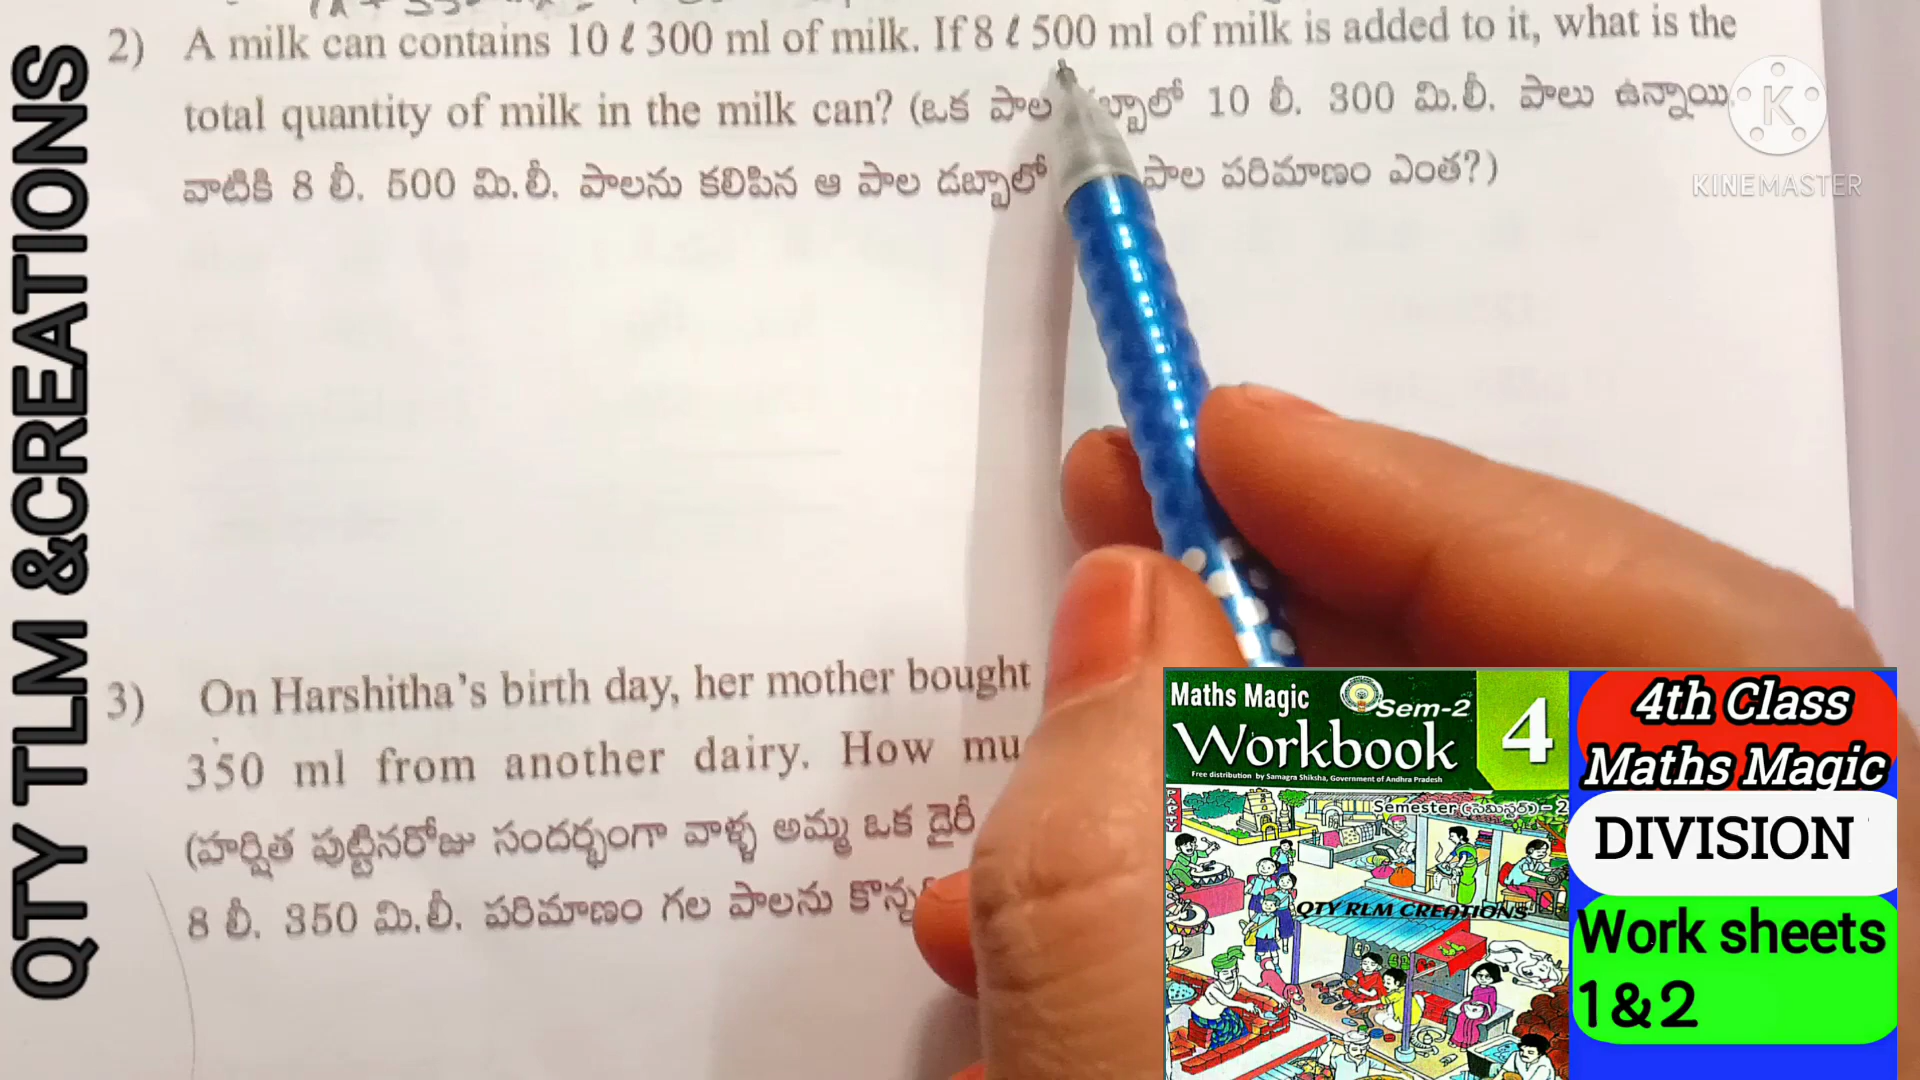 2) A milk can contains 10 ℓ 300 ml of milk. If 8 ℓ 500 ml of milk is added to it, what is the
total quantity of milk in the milk can? (ఒక పాల బ్బాలో 10 లీ. 300 మి.లీ. పాలు ఉన్నాయి.
వాటికి 8 లీ. 500 మి.లీ. పాలను కలిపిన ఆ పాల డబ్బాలో పాల పరిమాణం ఎంత?)
3) On Harshitha's birth day, her mother bought
350 ml from another dairy. How mu
(హర్షిత పుట్టినరోజు సందర్భంగా వాళ్ళ అమ్మ ఒక డైరీ
8 లీ. 350 మి.లీ. పరిమాణం గల పాలను
QTY TLM &CREATIONS
K
KINEMASTER
Maths Magic
Sem-2
Workbook
4
Free distribution by Samagra Shiksha, Government of Andhra Pradesh
Semester (సెమిస్టర్) - 2
QTY RLM CREATIONS
4th Class
Maths Magic
DIVISION
Work sheets
1&2